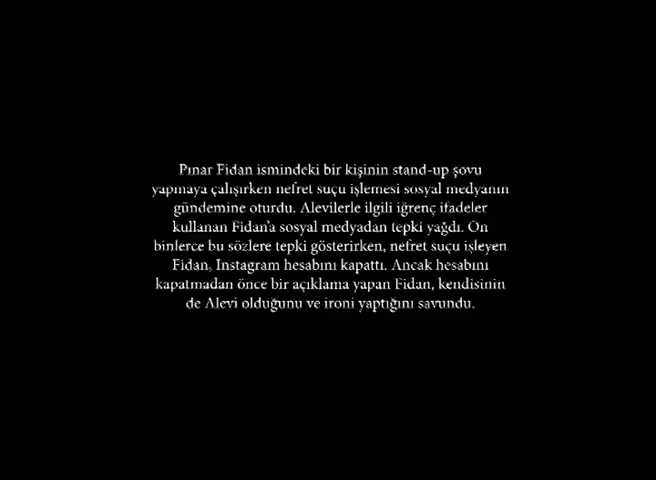 Pınar Fidan ismindeki bir kişinin stand-up şovu
yapmaya çalışırken nefret suçu işlemesi sosyal medyanın
gündemine oturdu. Alevilerle ilgili iğrenç ifadeler
kullanan Fidan'a sosyal medyadan tepki yağdı. On
binlerce bu sözlere tepki gösterirken, nefret suçu işleyen
Fidan, Instagram hesabını kapattı. Ancak hesabını
kapatmadan önce bir açıklama yapan Fidan, kendisinin
de Alevi olduğunu ve ironi yaptığını savundu.